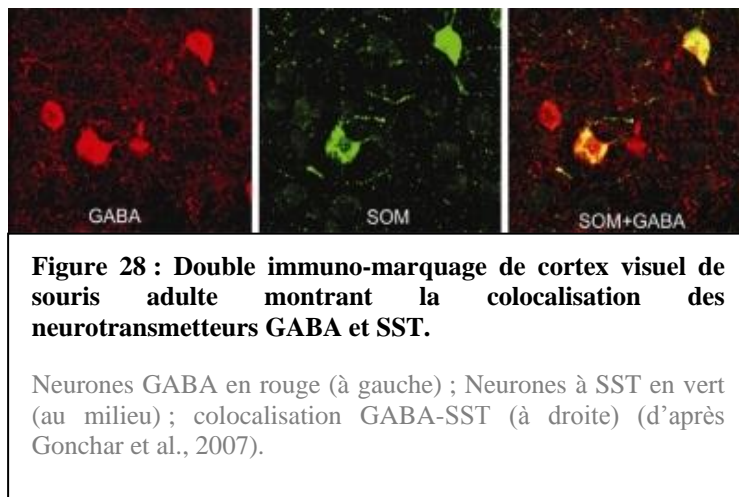 GABA
SOM
SOM+GABA
Figure 28 : Double immuno-marquage de cortex visuel de
souris adulte montrant la colocalisation des
neurotransmetteurs GABA et SST.
Neurones GABA en rouge (à gauche) ; Neurones à SST en vert
(au milieu) ; colocalisation GABA-SST (à droite) (d'après
Gonchar et al., 2007).